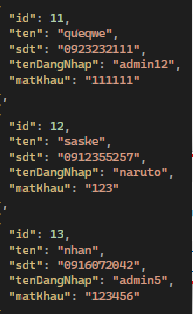 "id": 11,
"ten": "queqwe",
"sdt": "0923232111",
"tenDangNhap": "admin12",
"matKhau": "111111"
,
"id": 12,
"ten": "saske",
"sdt": "0912355257",
"tenDangNhap": "naruto",
"matKhau": "123"
,
"id": 13,
"ten": "nhan",
"sdt": "0916072042",
"tenDangNhap": "admin5",
"matKhau": "123456"